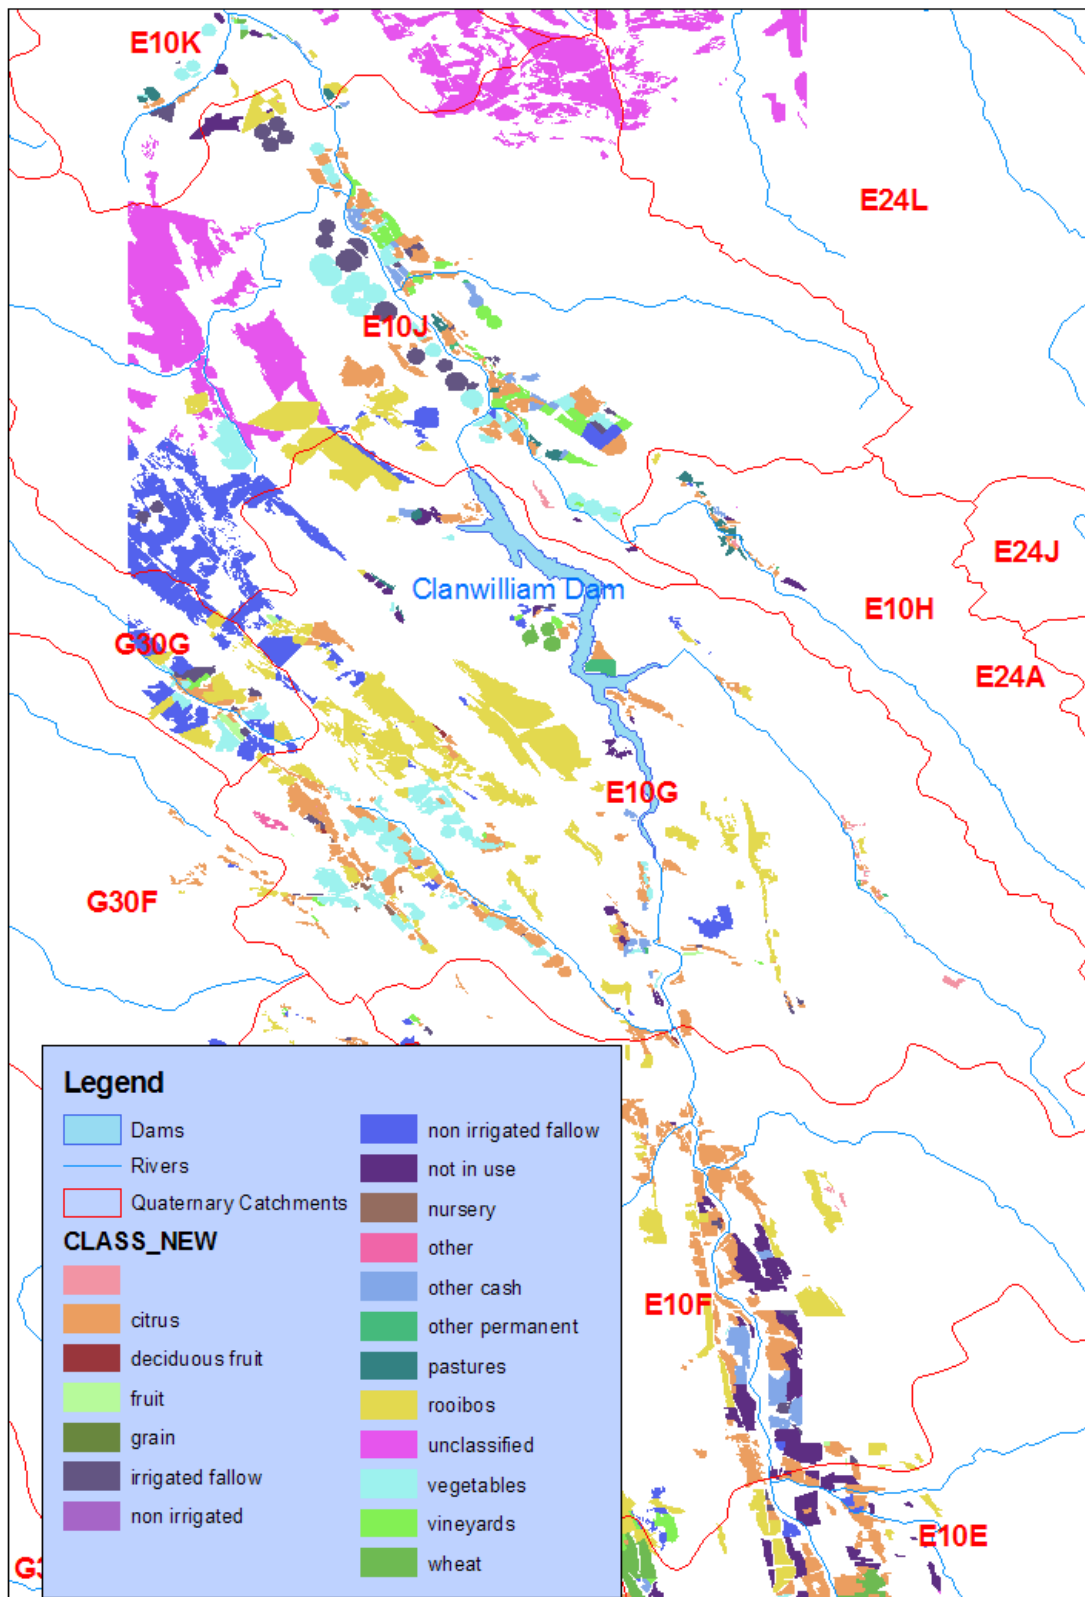 E10K
E24L
E10J
E24J
Clanwilliam Dam
E10H
G30G
E24A
E10G
G30F
E10F
E10E
Legend
Dams
Rivers
Quaternary Catchments
CLASS_NEW
citrus
deciduous fruit
fruit
grain
irrigated fallow
non irrigated
non irrigated fallow
not in use
nursery
other
other cash
other permanent
pastures
rooibos
unclassified
vegetables
vineyards
wheat